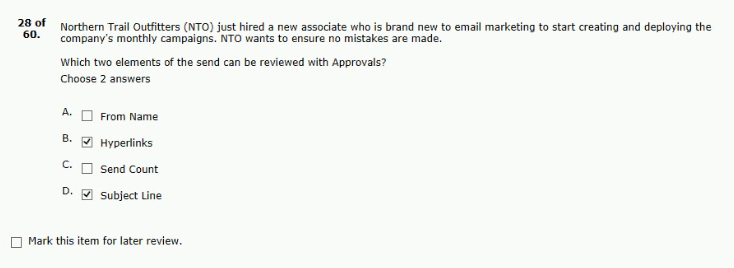 28 of 60.
Northern Trail Outfitters (NTO) just hired a new associate who is brand new to email marketing to start creating and deploying the
company's monthly campaigns. NTO wants to ensure no mistakes are made.
Which two elements of the send can be reviewed with Approvals?
Choose 2 answers
A. From Name
B. Hyperlinks
C. Send Count
D. Subject Line
Mark this item for later review.